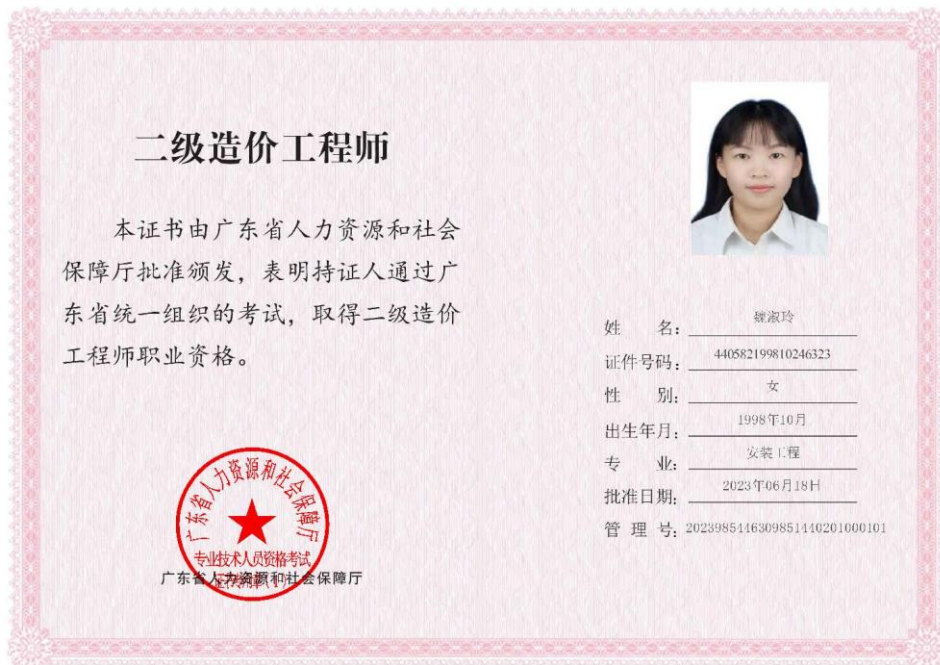 二级造价工程师
本证书由广东省人力资源和社会
保障厅批准颁发，表明持证人通过广
东省统一组织的考试，取得二级造价
工程师职业资格。
广东省人力资源和社会保障厅
专业技术人员资格考试
广东省人力资源和社会保障厅
姓 名：魏淑玲
证件号码：440582199810246323
性 别：女
出生年月：1998年10月
专 业：安装工程
批准日期：2023年06月18日
管 理 号：2023985446309851440201000101